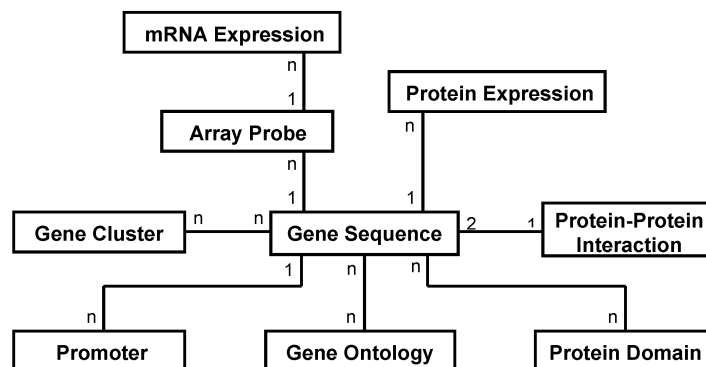 mRNA Expression
n
1
Protein Expression
n
Array Probe
n
1
1
Gene Cluster
n
n
Gene Sequence
2
1
Protein-Protein
Interaction
1
n
n
n
n
n
Promoter
Gene Ontology
Protein Domain